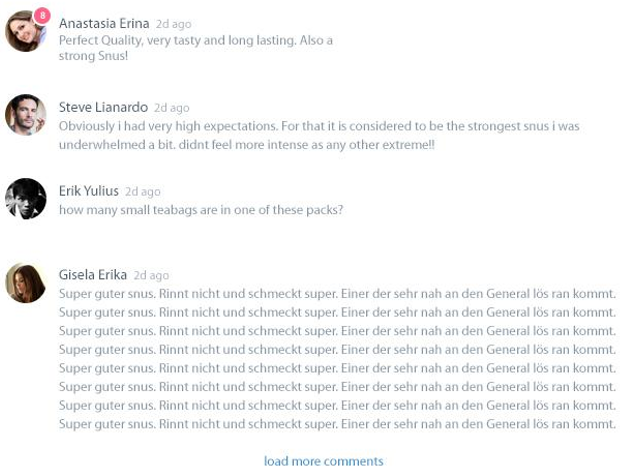 8
Anastasia Erina 2d ago
Perfect Quality, very tasty and long lasting. Also a
strong Snus!
Steve Lianardo 2d ago
Obviously i had very high expectations. For that it is considered to be the strongest snus i was
underwhelmed a bit. didnt feel more intense as any other extreme!!
Erik Yulius 2d ago
how many small teabags are in one of these packs?
Gisela Erika 2d ago
Super guter snus. Rinnt nicht und schmeckt super. Einer der sehr nah an den General lös ran kommt.
Super guter snus. Rinnt nicht und schmeckt super. Einer der sehr nah an den General lös ran kommt.
Super guter snus. Rinnt nicht und schmeckt super. Einer der sehr nah an den General lös ran kommt.
Super guter snus. Rinnt nicht und schmeckt super. Einer der sehr nah an den General lös ran kommt.
Super guter snus. Rinnt nicht und schmeckt super. Einer der sehr nah an den General lös ran kommt.
Super guter snus. Rinnt nicht und schmeckt super. Einer der sehr nah an den General lös ran kommt.
Super guter snus. Rinnt nicht und schmeckt super. Einer der sehr nah an den General lös ran kommt.
Super guter snus. Rinnt nicht und schmeckt super. Einer der sehr nah an den General lös ran kommt.
load more comments